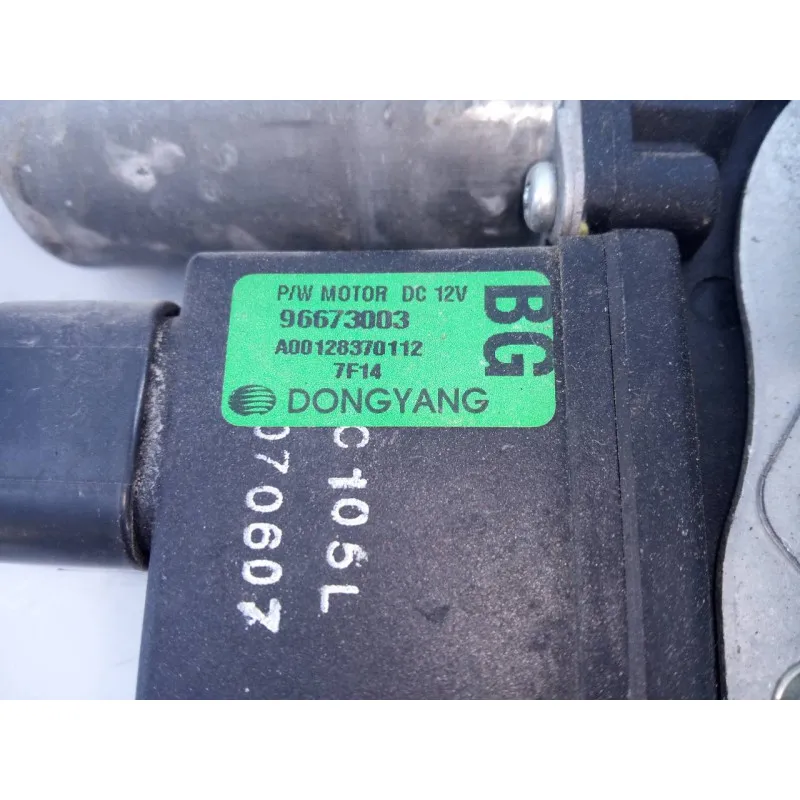 P/W MOTOR DC 12V
96673003
A00128370112
7F14
DONGYANG
BG
C105L
070607